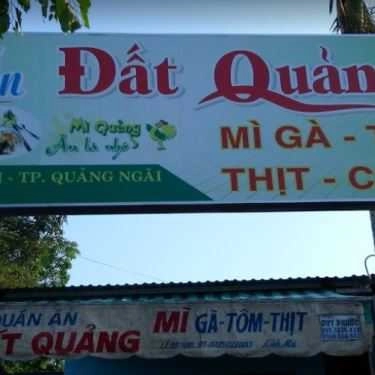 Đất Quản
Mì Quảng
Ăn là nhớ
MÌ GÀ - T
- TP. QUẢNG NGÃI
THỊT - C
QUÁN ĂN
ẤT QUẢNG
MÌ GÀ-TÔM-THỊT